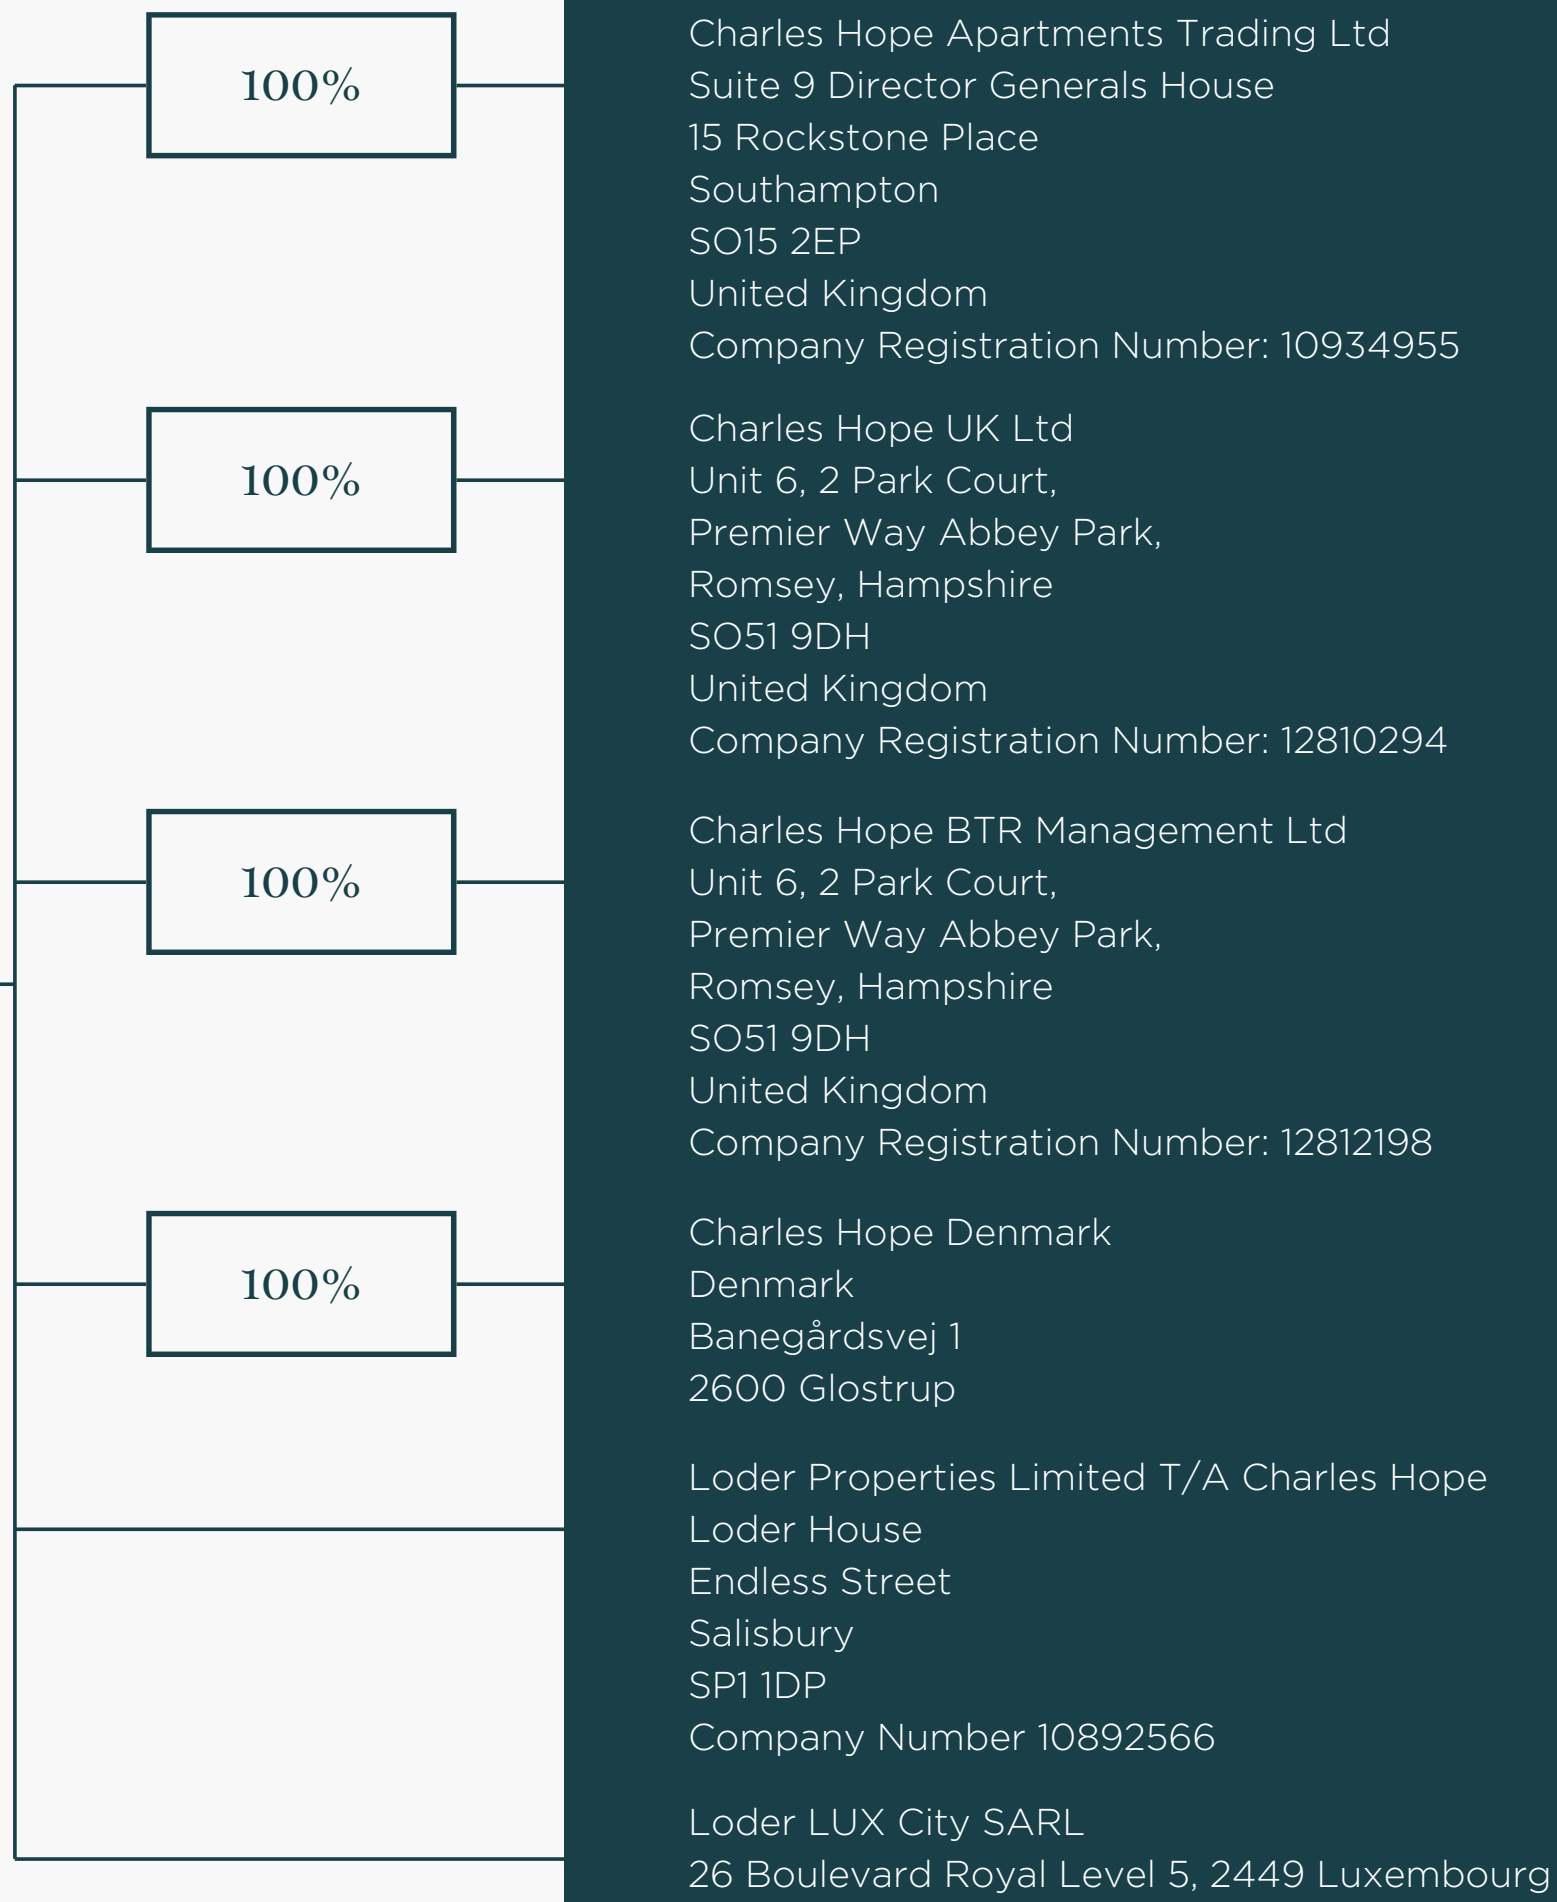 100%
Charles Hope Apartments Trading Ltd
Suite 9 Director Generals House
15 Rockstone Place
Southampton
SO15 2EP
United Kingdom
Company Registration Number: 10934955
100%
Charles Hope UK Ltd
Unit 6, 2 Park Court,
Premier Way Abbey Park,
Romsey, Hampshire
SO51 9DH
United Kingdom
Company Registration Number: 12810294
100%
Charles Hope BTR Management Ltd
Unit 6, 2 Park Court,
Premier Way Abbey Park,
Romsey, Hampshire
SO51 9DH
United Kingdom
Company Registration Number: 12812198
100%
Charles Hope Denmark
Denmark
Banegårdsvej 1
2600 Glostrup
Loder Properties Limited T/A Charles Hope
Loder House
Endless Street
Salisbury
SP1 1DP
Company Number 10892566
Loder LUX City SARL
26 Boulevard Royal Level 5, 2449 Luxembourg